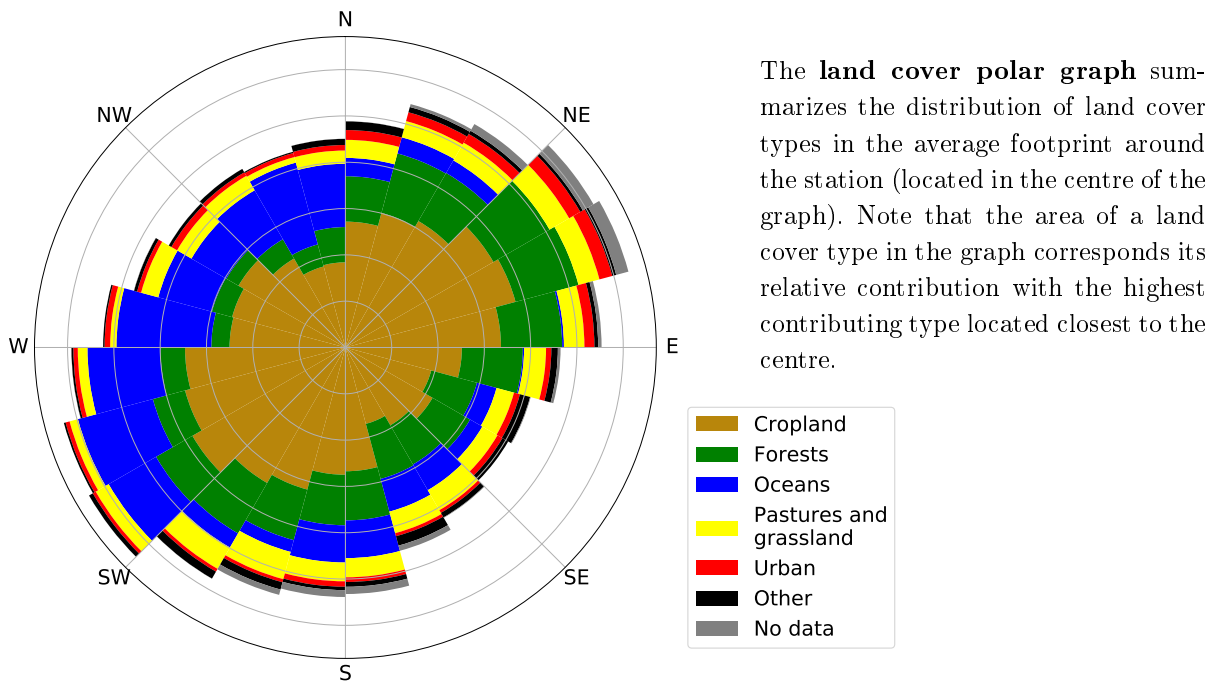 N
NW
NE
W
E
SW
SE
S
The land cover polar graph sum-
marizes the distribution of land cover
types in the average footprint around
the station (located in the centre of the
graph). Note that the area of a land
cover type in the graph corresponds its
relative contribution with the highest
contributing type located closest to the
centre.
Cropland
Forests
Oceans
Pastures and
grassland
Urban
Other
No data